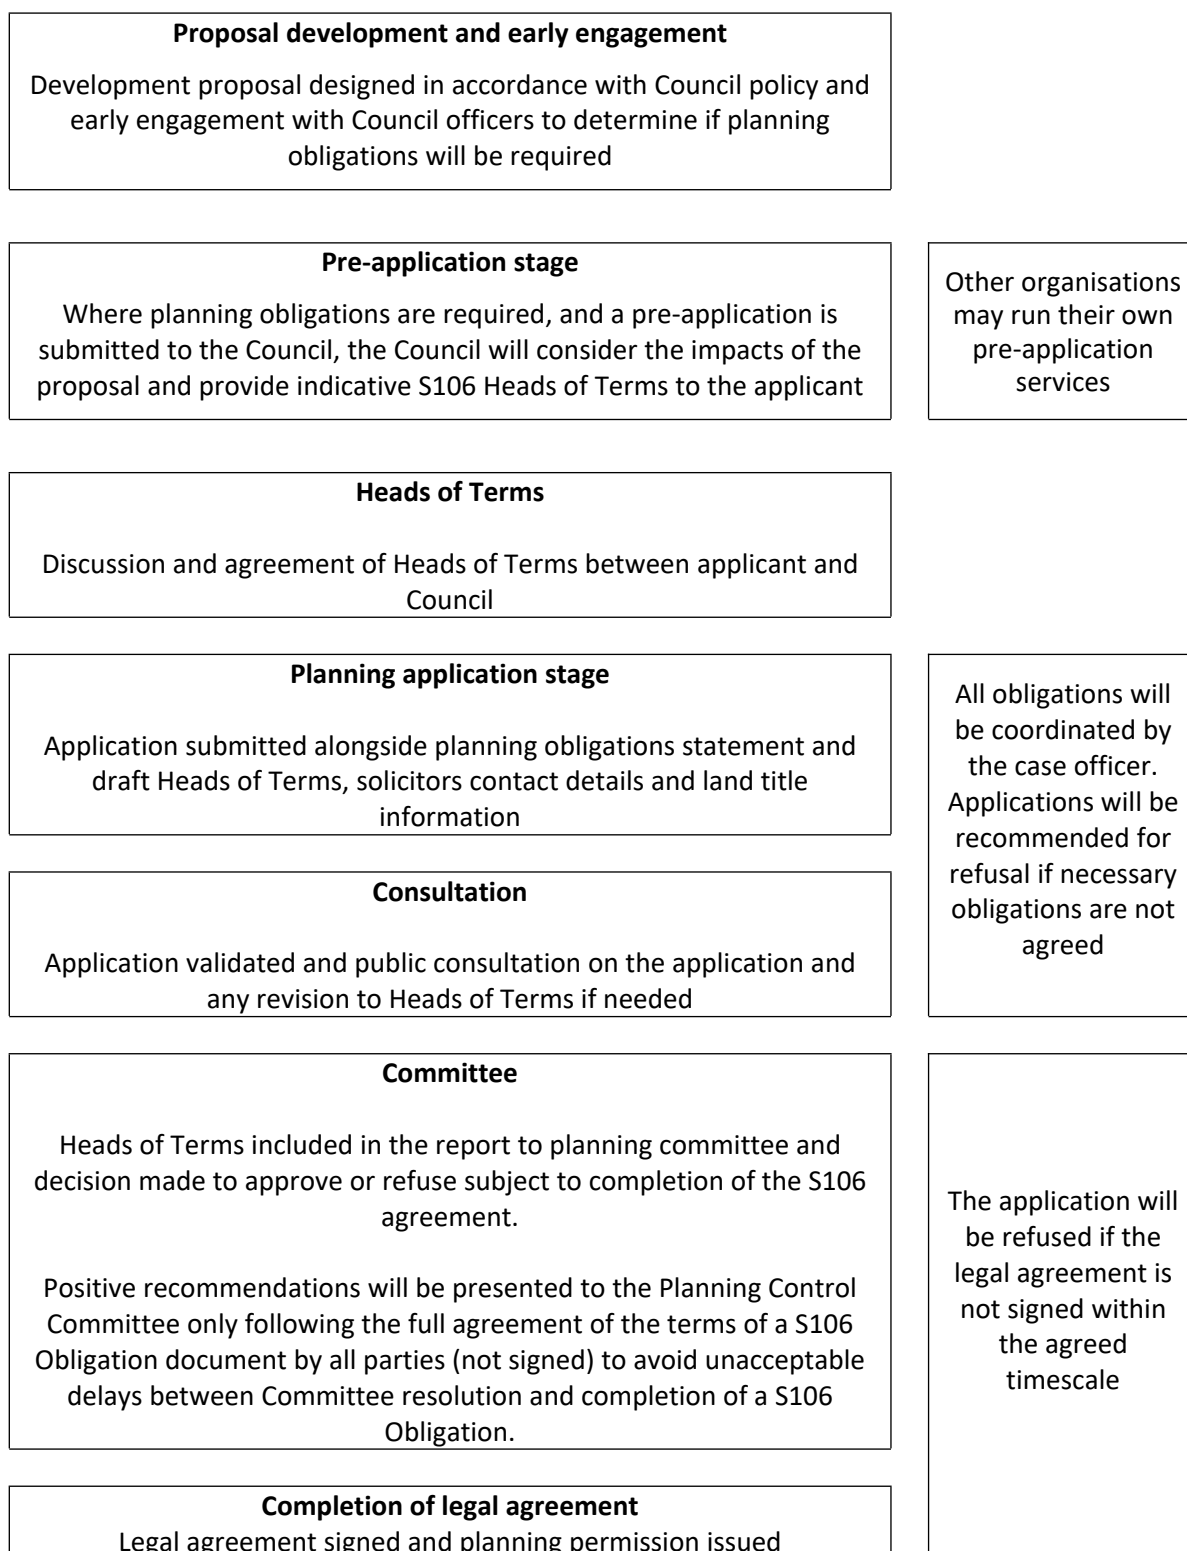 Proposal development and early engagement
Development proposal designed in accordance with Council policy and
early engagement with Council officers to determine if planning
obligations will be required
Pre-application stage
Where planning obligations are required, and a pre-application is
submitted to the Council, the Council will consider the impacts of the
proposal and provide indicative S106 Heads of Terms to the applicant
Other organisations
may run their own
pre-application
services
Heads of Terms
Discussion and agreement of Heads of Terms between applicant and
Council
Planning application stage
Application submitted alongside planning obligations statement and
draft Heads of Terms, solicitors contact details and land title
information
Consultation
Application validated and public consultation on the application and
any revision to Heads of Terms if needed
All obligations will
be coordinated by
the case officer.
Applications will be
recommended for
refusal if necessary
obligations are not
agreed
Committee
Heads of Terms included in the report to planning committee and
decision made to approve or refuse subject to completion of the S106
agreement.
Positive recommendations will be presented to the Planning Control
Committee only following the full agreement of the terms of a S106
Obligation document by all parties (not signed) to avoid unacceptable
delays between Committee resolution and completion of a S106
Obligation.
The application will
be refused if the
legal agreement is
not signed within
the agreed
timescale
Completion of legal agreement
Legal agreement signed and planning permission issued